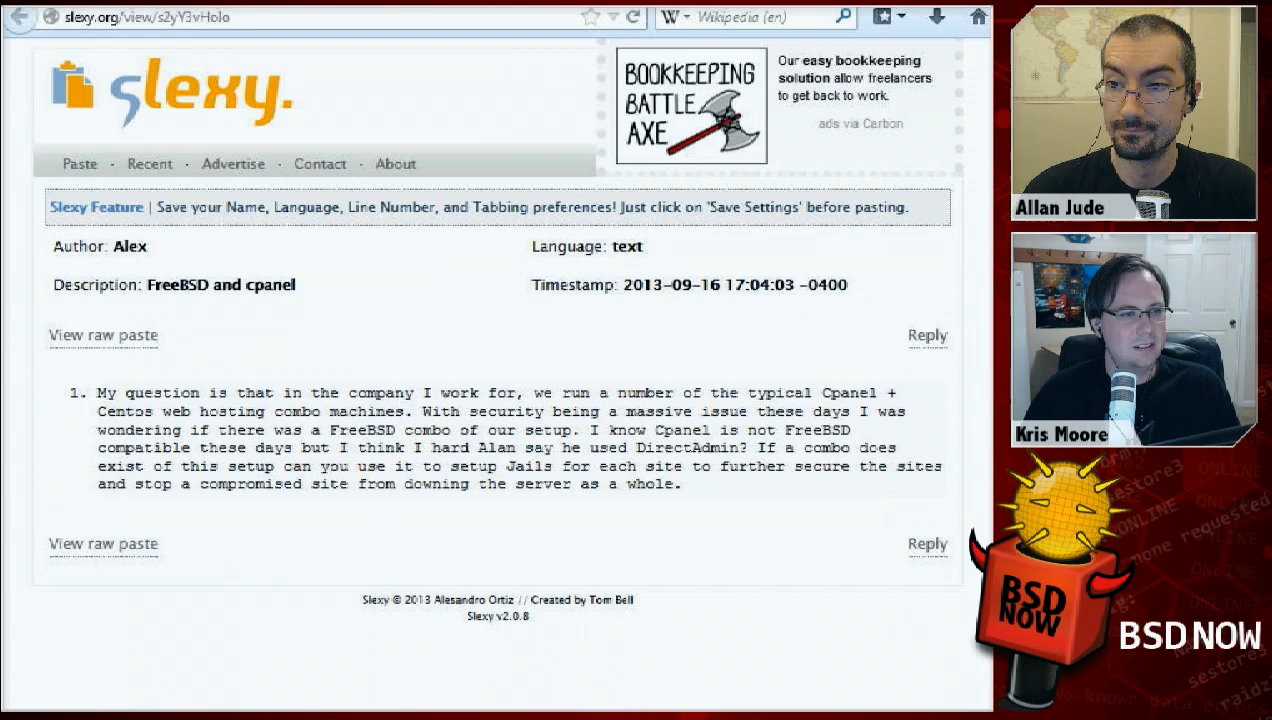 slexy.org/view/s2yY3vHolo
Wikipedia (en)
slexy.
BOOKKEEPING
BATTLE
AXE
Our easy bookkeeping
solution allow freelancers
to get back to work.
ads via Carbon
Paste · Recent · Advertise · Contact · About
Slexy Feature | Save your Name, Language, Line Number, and Tabbing preferences! Just click on 'Save Settings' before pasting.
Author: Alex
Language: text
Description: FreeBSD and cpanel
Timestamp: 2013-09-16 17:04:03 -0400
View raw paste
Reply
1. My question is that in the company I work for, we run a number of the typical Cpanel +
Centos web hosting combo machines. With security being a massive issue these days I was
wondering if there was a FreeBSD combo of our setup. I know Cpanel is not FreeBSD
compatible these days but I think I hard Alan say he used DirectAdmin? If a combo does
exist of this setup can you use it to setup Jails for each site to further secure the sites
and stop a compromised site from downing the server as a whole.
View raw paste
Reply
Slexy © 2013 Alesandro Ortiz // Created by Tom Bell
Slexy v2.0.8
Allan Jude
Kris Moore
BSD
NOW
BSD NOW
ONLINE
ONLINE
none requested
ONLINE